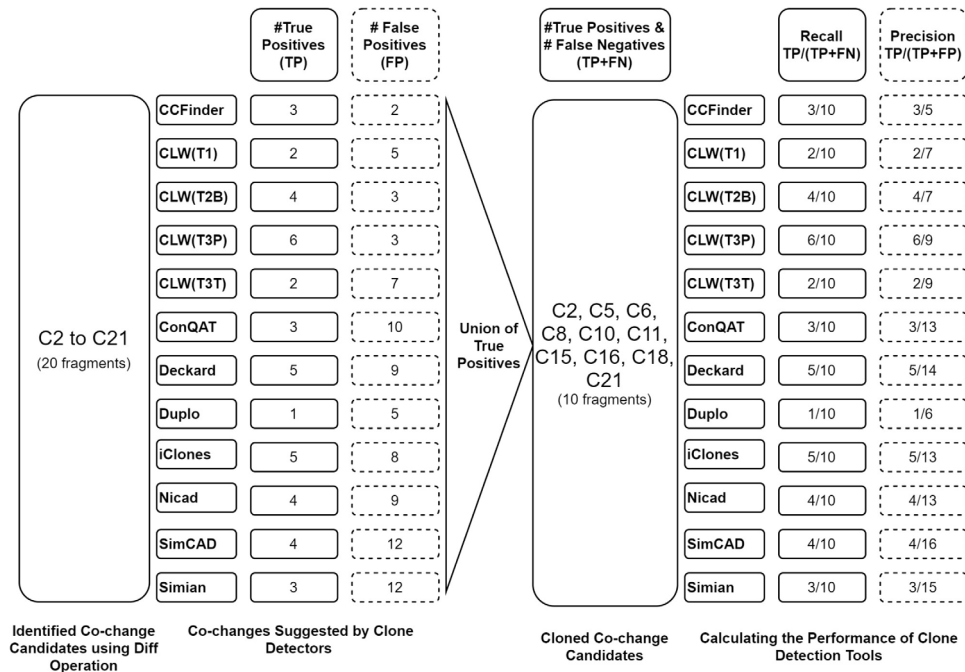 #True
Positives
(TP)
# False
Positives
(FP)
#True Positives &
# False Negatives
(TP+FN)
Recall
TP/(TP+FN)
Precision
TP/(TP+FP)
C2 to C21
(20 fragments)
CCFinder 3 2
CLW(T1) 2 5
CLW(T2B) 4 3
CLW(T3P) 6 3
CLW(T3T) 2 7
ConQAT 3 10
Deckard 5 9
Duplo 1 5
iClones 5 8
Nicad 4 9
SimCAD 4 12
Simian 3 12
Union of
True
Positives
C2, C5, C6,
C8, C10, C11,
C15, C16, C18,
C21
(10 fragments)
CCFinder 3/10 3/5
CLW(T1) 2/10 2/7
CLW(T2B) 4/10 4/7
CLW(T3P) 6/10 6/9
CLW(T3T) 2/10 2/9
ConQAT 3/10 3/13
Deckard 5/10 5/14
Duplo 1/10 1/6
iClones 5/10 5/13
Nicad 4/10 4/13
SimCAD 4/10 4/16
Simian 3/10 3/15
Identified Co-change
Candidates using Diff
Operation
Co-changes Suggested by Clone
Detectors
Cloned Co-change
Candidates
Calculating the Performance of Clone
Detection Tools